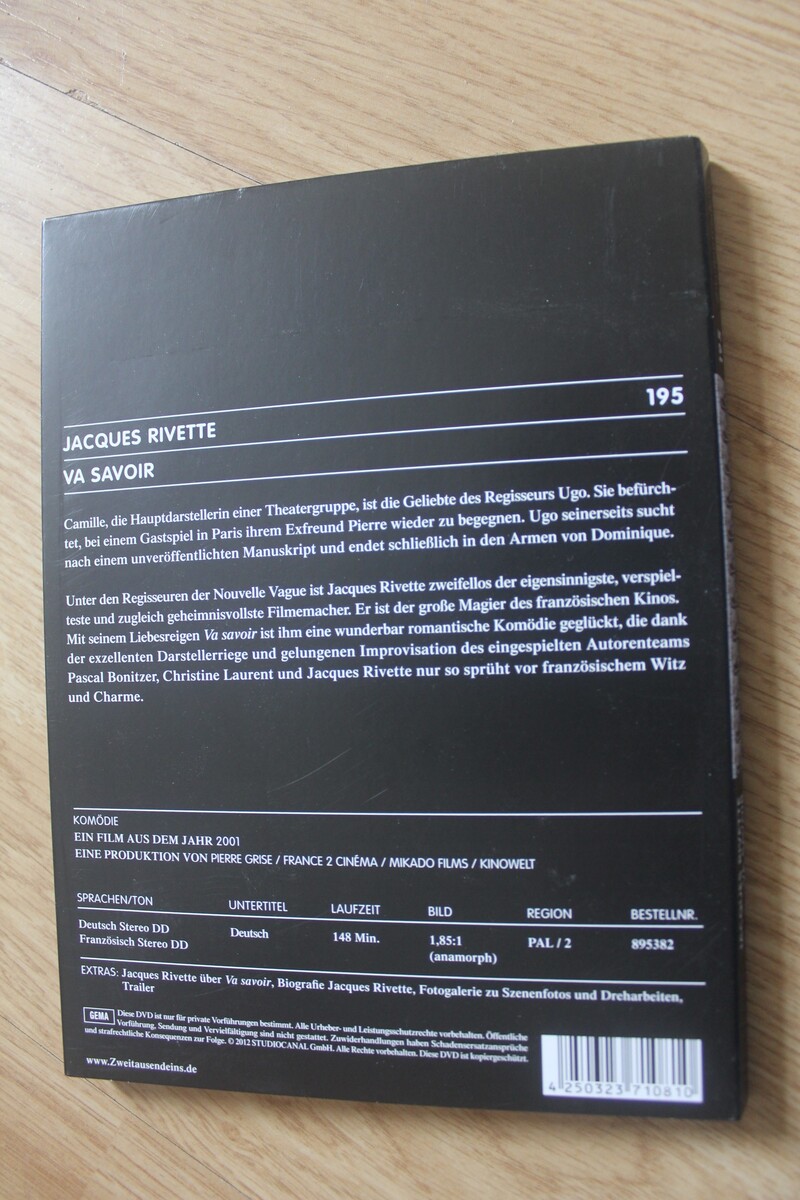 195
JACQUES RIVETTE
VA SAVOIR
Camille, die Hauptdarstellerin einer Theatergruppe, ist die Geliebte des Regisseurs Ugo. Sie befürch-
tet, bei einem Gastspiel in Paris ihrem Exfreund Pierre wieder zu begegnen. Ugo seinerseits sucht
nach einem unveröffentlichten Manuskript und endet schließlich in den Armen von Dominique.
Unter den Regisseuren der Nouvelle Vague ist Jacques Rivette zweifellos der eigensinnigste, verspiel-
teste und zugleich geheimnisvollste Filmemacher. Er ist der große Magier des französischen Kinos.
Mit seinem Liebesreigen Va savoir ist ihm eine wunderbar romantische Komödie geglückt, die dank
der exzellenten Darstellerriege und gelungenen Improvisation des eingespielten Autorenteams
Pascal Bonitzer, Christine Laurent und Jacques Rivette nur so sprüht vor französischem Witz
und Charme.
KOMÖDIE
EIN FILM AUS DEM JAHR 2001
EINE PRODUKTION VON PIERRE GRISE / FRANCE 2 CINÉMA / MIKADO FILMS / KINOWELT
SPRACHEN/TON UNTERTITEL LAUFZEIT BILD REGION BESTELLNR.
Deutsch Stereo DD Deutsch 148 Min. 1,85:1 PAL / 2 895382
Französisch Stereo DD (anamorph)
EXTRAS: Jacques Rivette über Va savoir, Biografie Jacques Rivette, Fotogalerie zu Szenenfotos und Dreharbeiten,
Trailer
GEMA Diese DVD ist nur für private Vorführungen bestimmt. Alle Urheber- und Leistungsschutzrechte vorbehalten. Öffentliche
Vorführung, Sendung und Vervielfältigung sind nicht gestattet. Zuwiderhandlungen haben Schadensersatzansprüche
und strafrechtliche Konsequenzen zur Folge. © 2012 STUDIOCANAL GmbH. Alle Rechte vorbehalten. Diese DVD ist kopiergeschützt.
www.Zweitausendeins.de
4 250323 710810